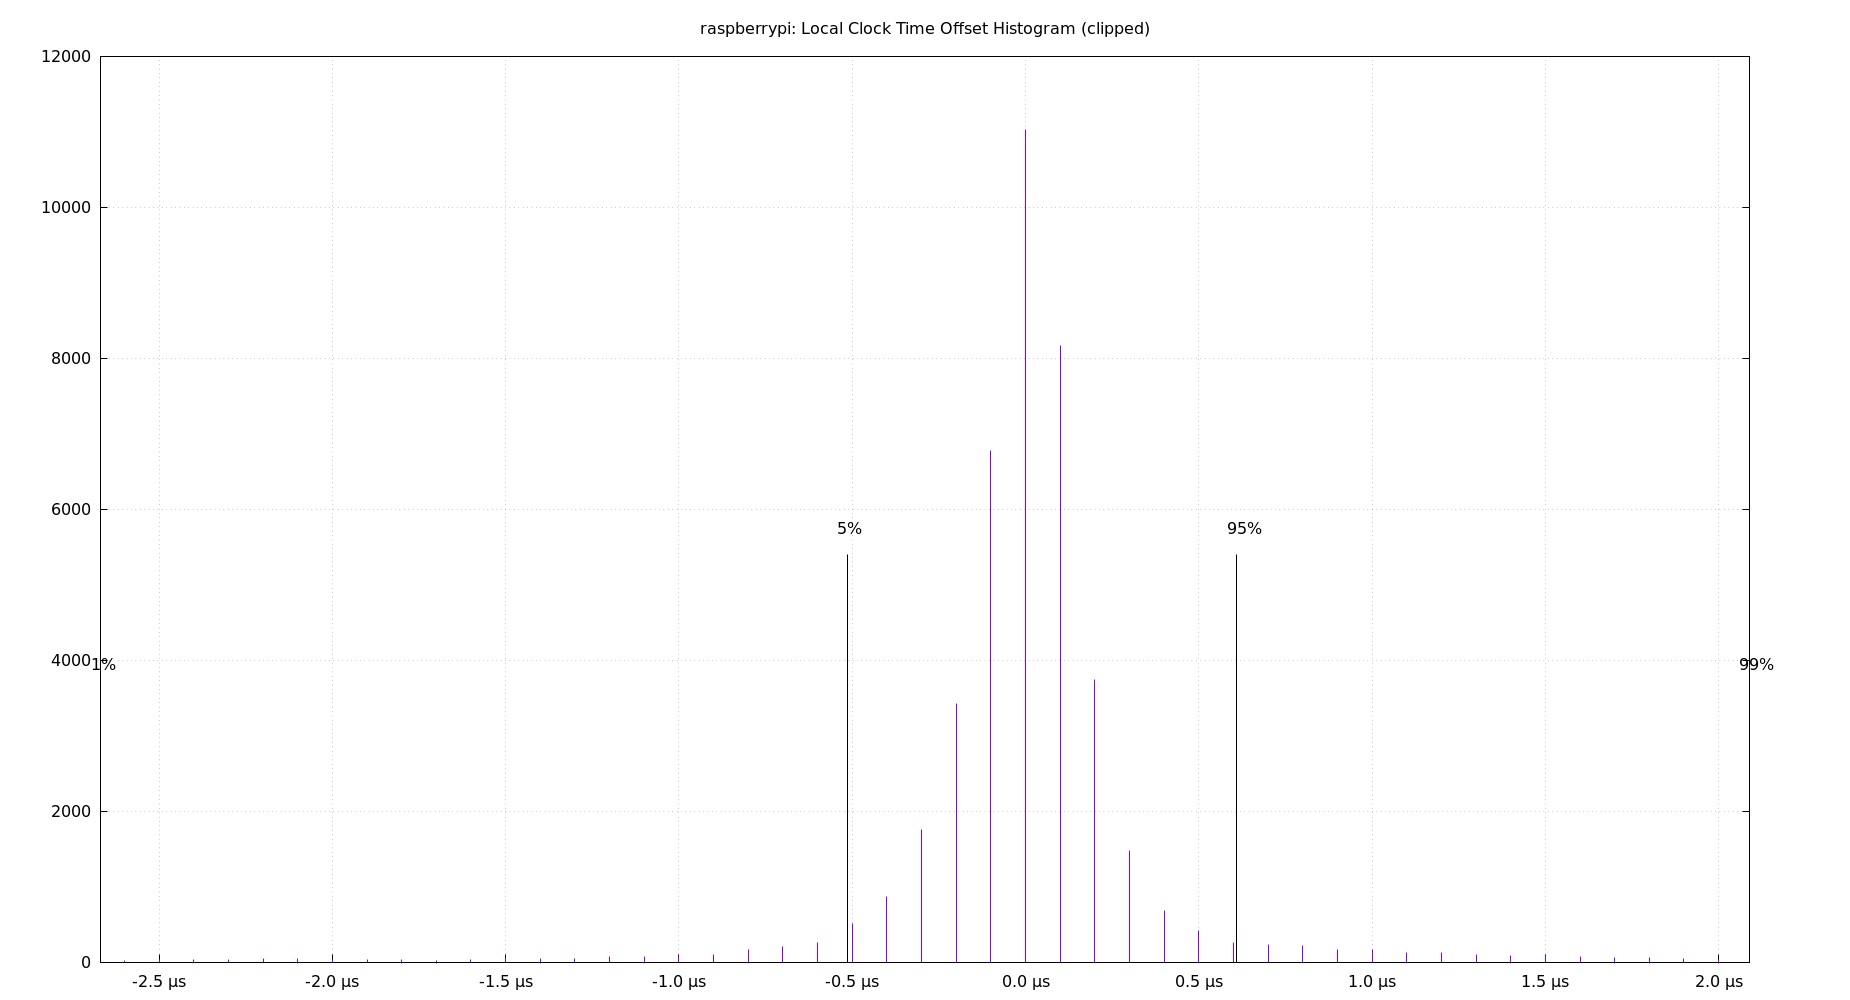 raspberrypi: Local Clock Time Offset Histogram (clipped)
12000
10000
8000
6000
5%
95%
4000
1%
99%
2000
0
-2.5 µs
-2.0 µs
-1.5 µs
-1.0 µs
-0.5 µs
0.0 µs
0.5 µs
1.0 µs
1.5 µs
2.0 µs